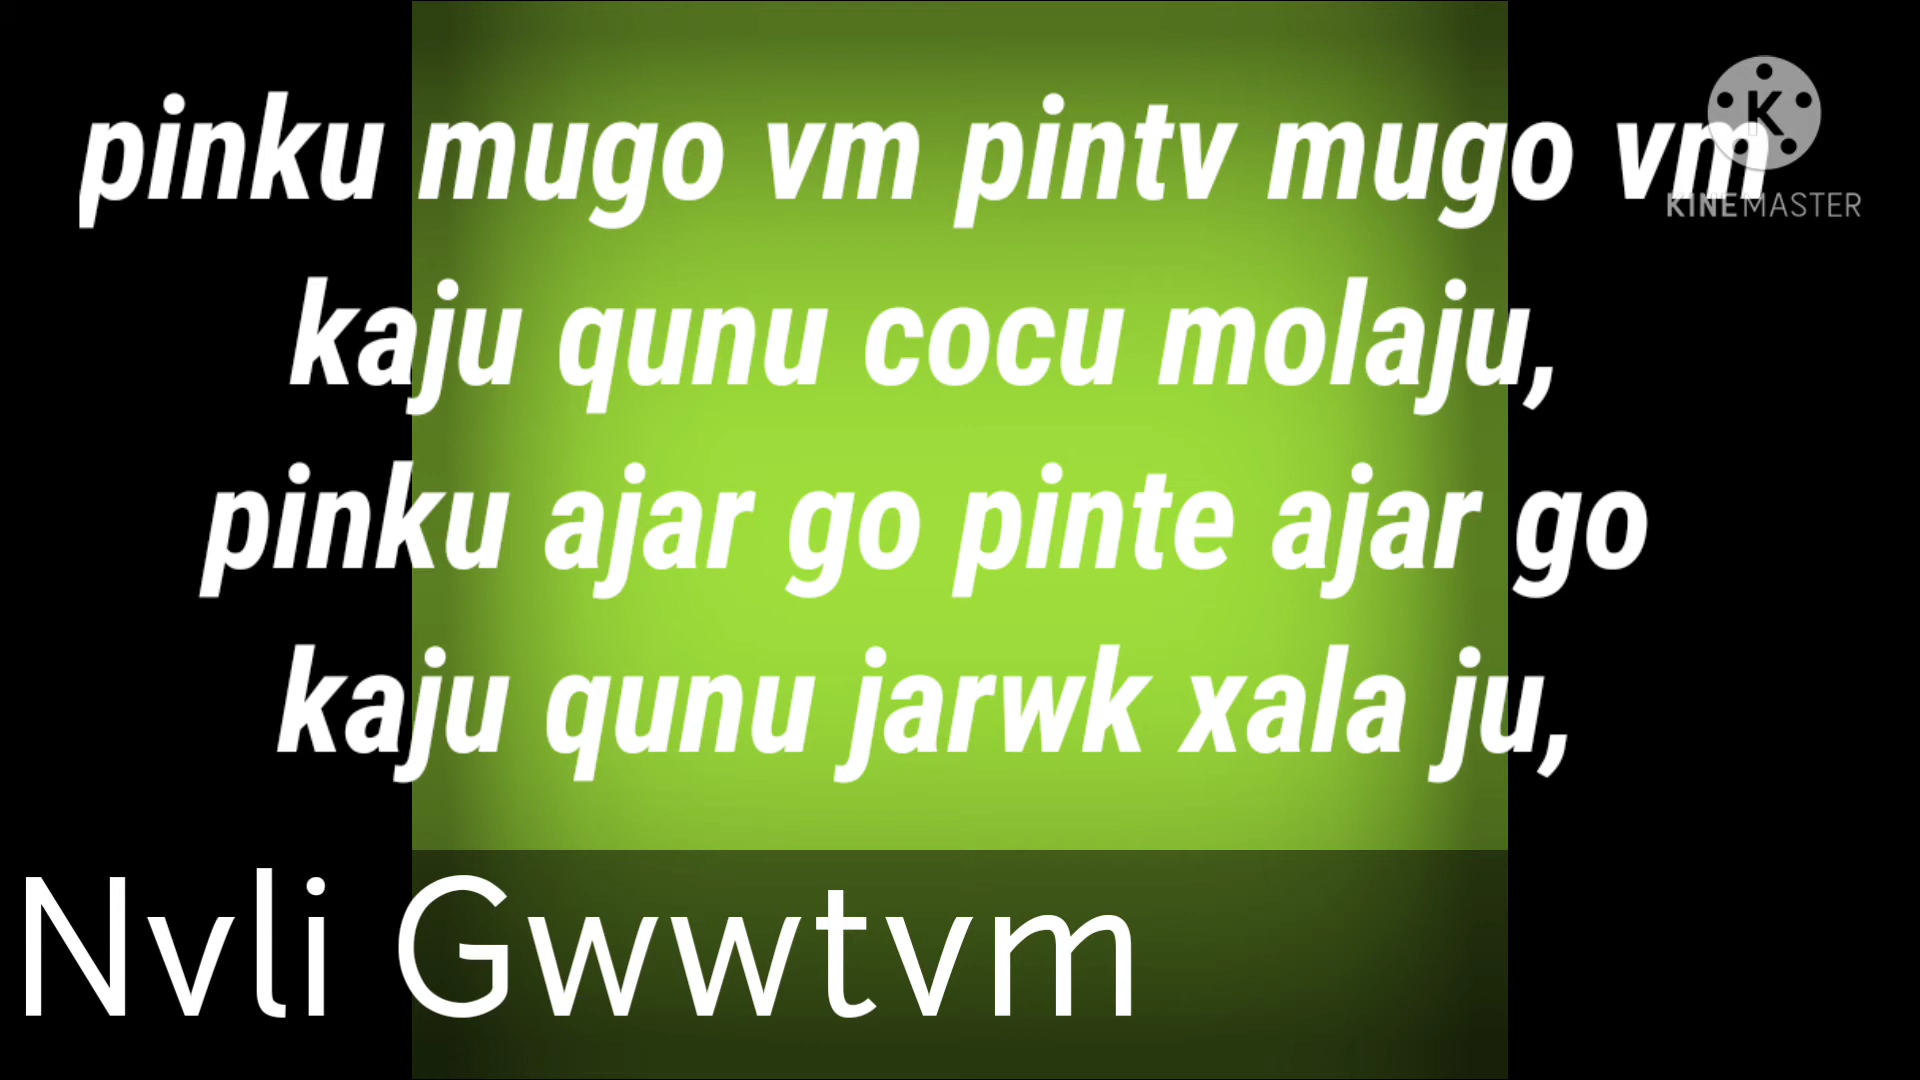 pinku mugo vm pintv mugo vm
KINEMASTER
kaju qunu cocu molaju,
pinku ajar go pinte ajar go
kaju qunu jarwk xala ju,
Nvli Gwwtvm